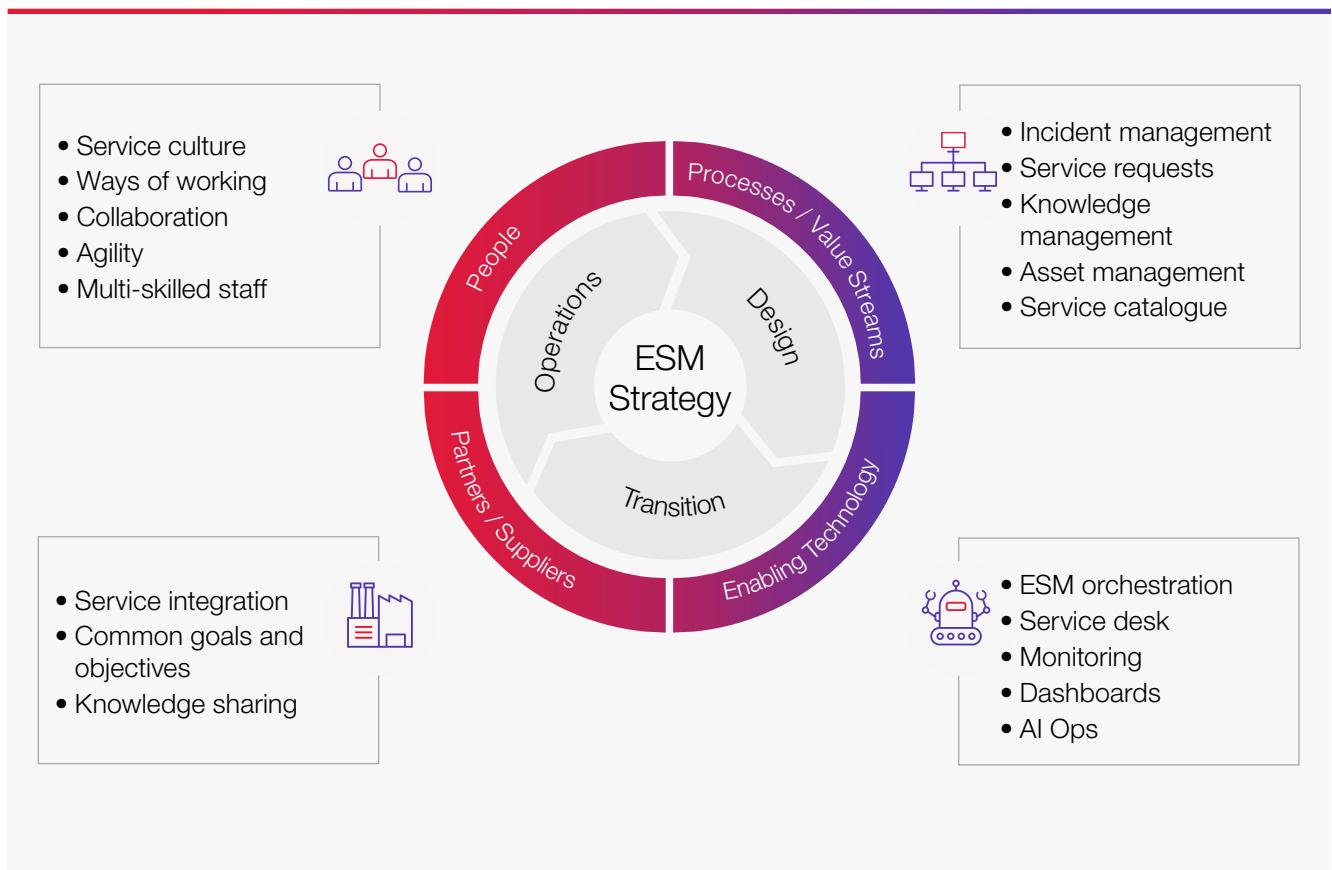 • Service culture
• Ways of working
• Collaboration
• Agility
• Multi-skilled staff
• Incident management
• Service requests
• Knowledge
management
• Asset management
• Service catalogue
People
Processes / Value Streams
Operations
Design
ESM
Strategy
Transition
Partners / Suppliers
Enabling Technology
• Service integration
• Common goals and
objectives
• Knowledge sharing
• ESM orchestration
• Service desk
• Monitoring
• Dashboards
• AI Ops